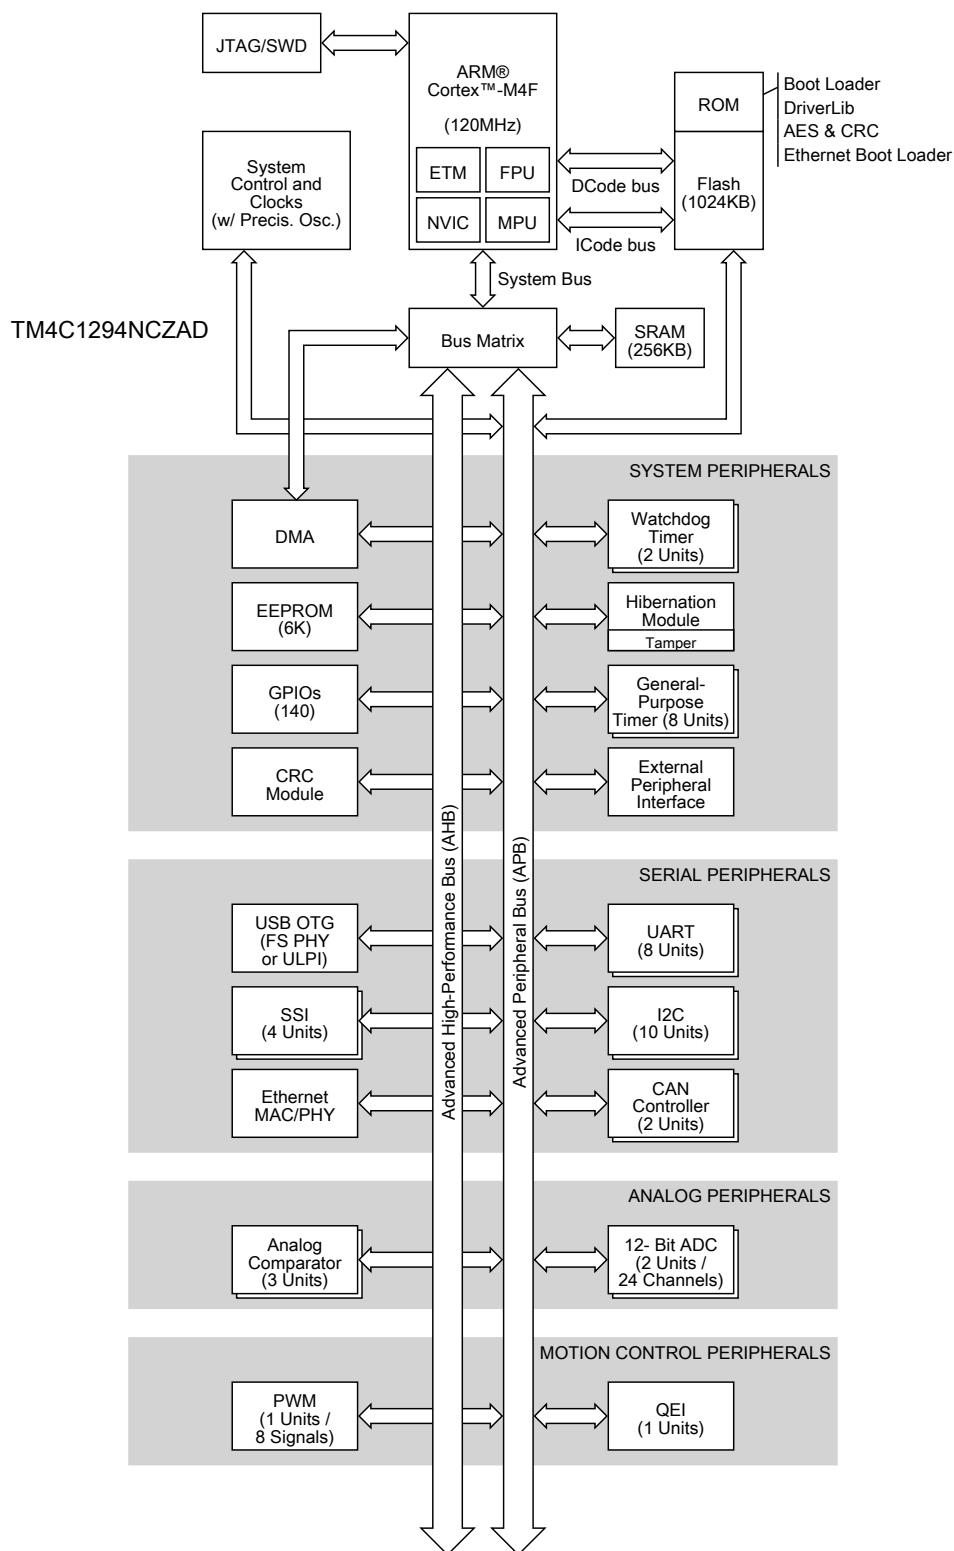 JTAG/SWD
ARM®
Cortex™-M4F
(120MHz)
ETM
FPU
NVIC
MPU
ROM
Flash
(1024KB)
Boot Loader
DriverLib
AES & CRC
Ethernet Boot Loader
System
Control and
Clocks
(w/ Precis. Osc.)
DCode bus
ICode bus
System Bus
TM4C1294NCZAD
Bus Matrix
SRAM
(256KB)
SYSTEM PERIPHERALS
DMA
Watchdog
Timer
(2 Units)
EEPROM
(6K)
Hibernation
Module
Tamper
GPIOs
(140)
General-
Purpose
Timer (8 Units)
CRC
Module
External
Peripheral
Interface
Advanced High-Performance Bus (AHB)
Advanced Peripheral Bus (APB)
SERIAL PERIPHERALS
USB OTG
(FS PHY
or ULPI)
UART
(8 Units)
SSI
(4 Units)
I2C
(10 Units)
Ethernet
MAC/PHY
CAN
Controller
(2 Units)
ANALOG PERIPHERALS
Analog
Comparator
(3 Units)
12- Bit ADC
(2 Units /
24 Channels)
MOTION CONTROL PERIPHERALS
PWM
(1 Units /
8 Signals)
QEI
(1 Units)